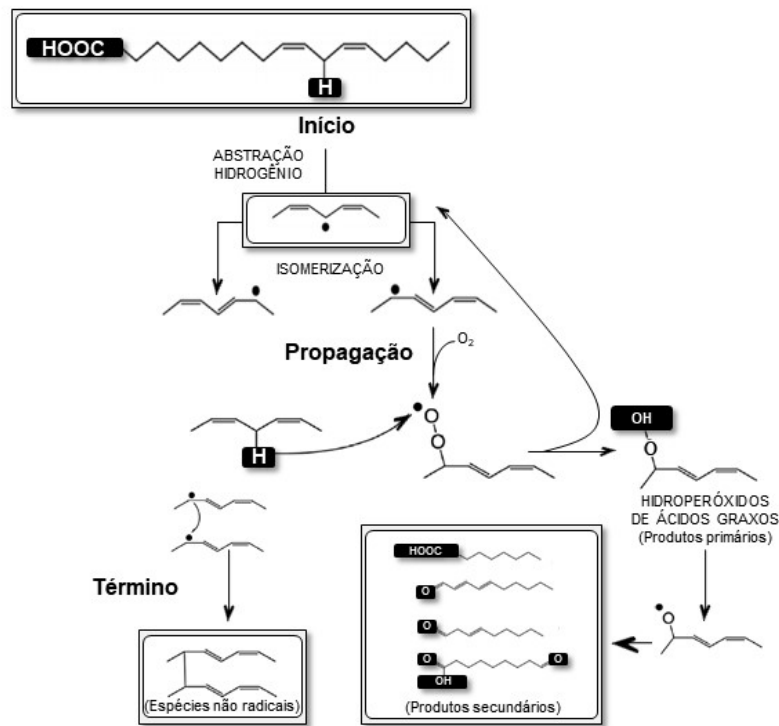 HOOC
H
Início
ABSTRAÇÃO
HIDROGÊNIO
ISOMERIZAÇÃO
Propagação
O₂
O
O
H
OH
O
HIDROPERÓXIDOS
DE ÁCIDOS GRAXOS
(Produtos primários)
Término
(Espécies não radicais)
HOOC
O
O
O
O
OH
(Produtos secundários)
O